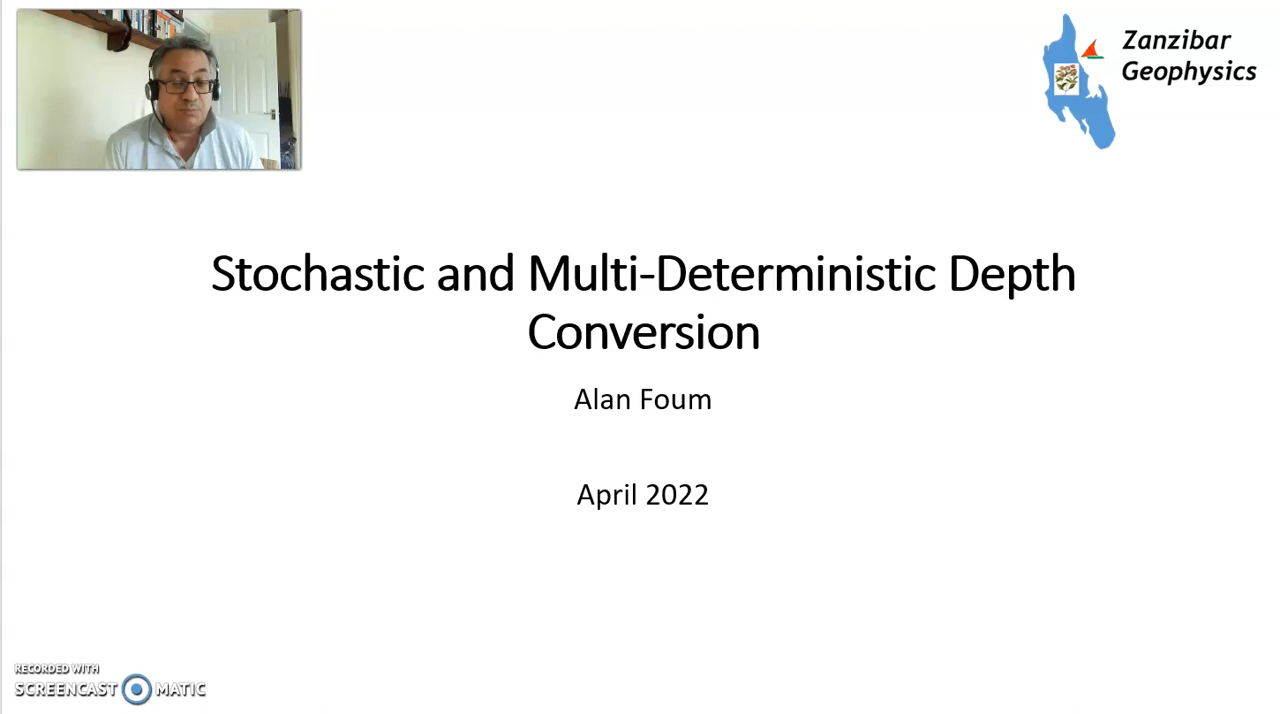 Zanzibar
Geophysics
Stochastic and Multi-Deterministic Depth
Conversion
Alan Foum
April 2022
RECORDED WITH
SCREENCAST MATIC